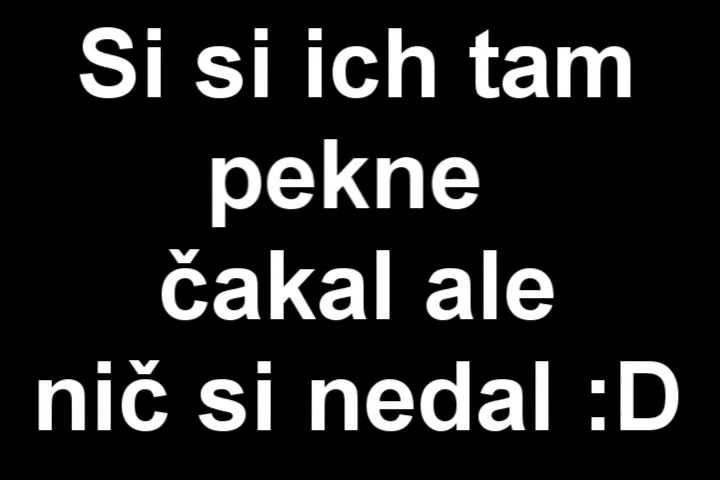 Si si ich tam
pekne
čakal ale
nič si nedal :D